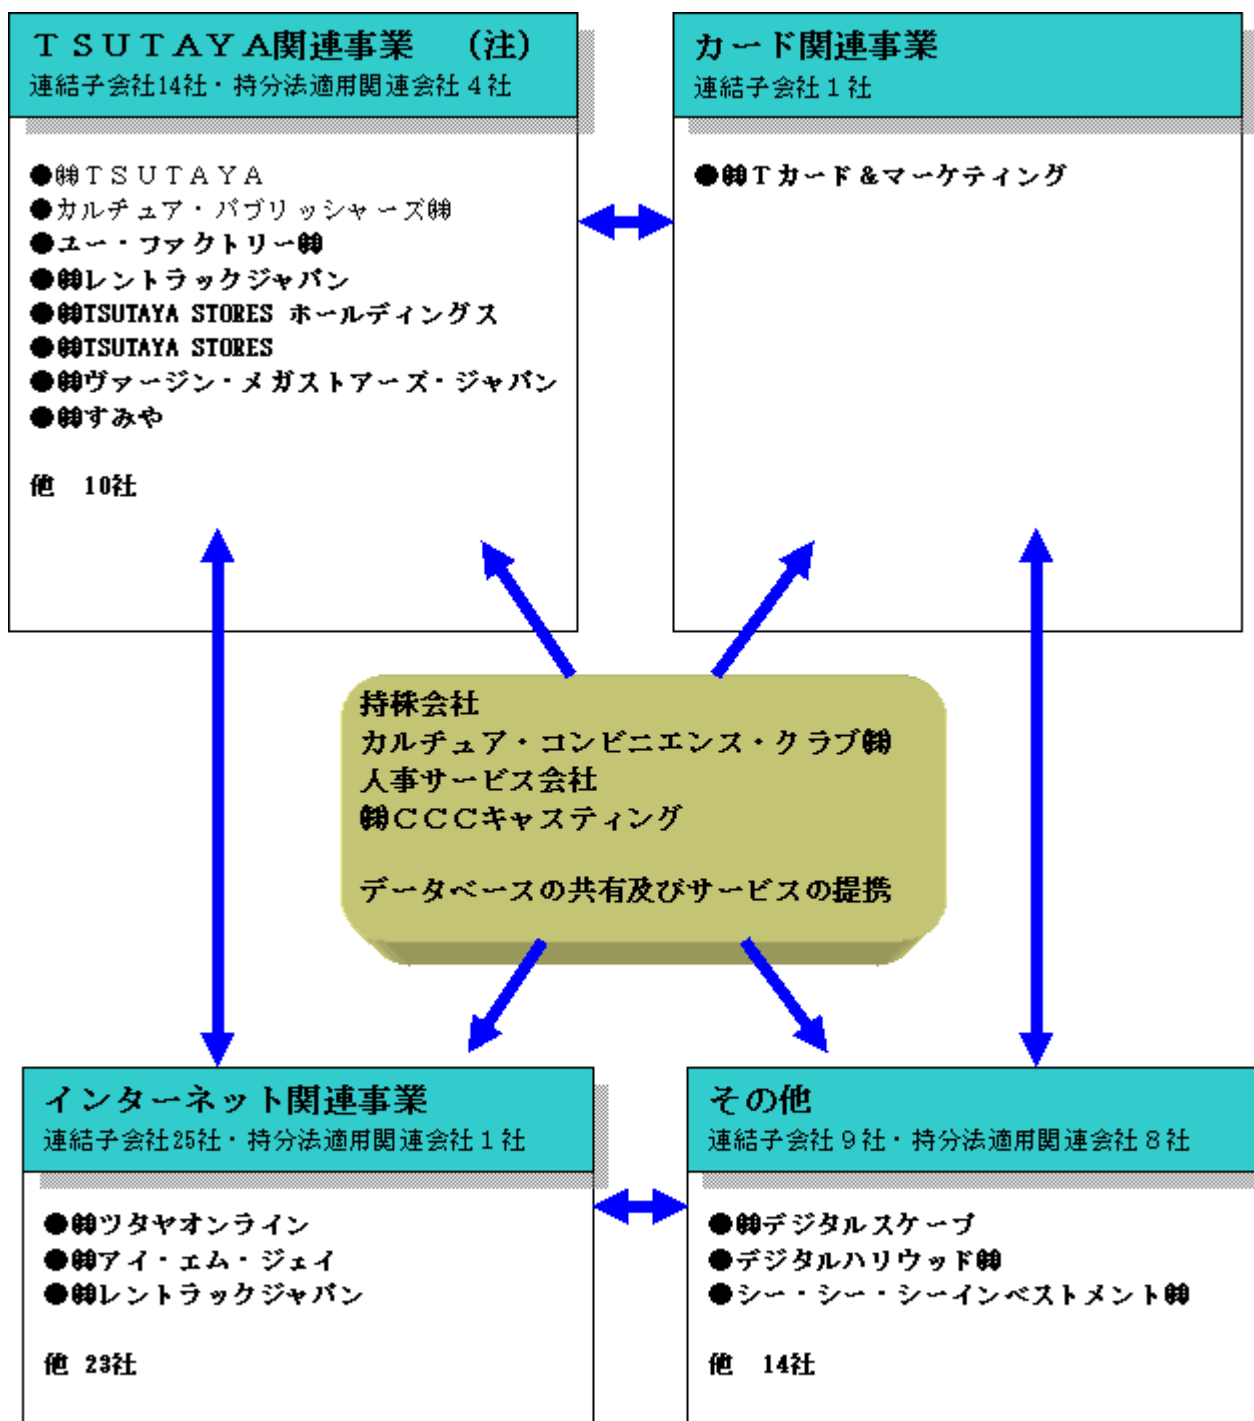 ＴＳＵＴＡＹＡ関連事業　（注）
連結子会社14社・持分法適用関連会社４社
●㈱ＴＳＵＴＡＹＡ
●カルチュア・パブリッシャーズ㈱
●ユー・ファクトリー㈱
●㈱レントラックジャパン
●㈱TSUTAYA STORES ホールディングス
●㈱TSUTAYA STORES
●㈱ヴァージン・メガストアーズ・ジャパン
●㈱すみや
他　10社
カード関連事業
連結子会社１社
●㈱Ｔカード＆マーケティング
持株会社
カルチュア・コンビニエンス・クラブ㈱
人事サービス会社
㈱ＣＣＣキャスティング
データベースの共有及びサービスの提携
インターネット関連事業
連結子会社25社・持分法適用関連会社１社
●㈱ツタヤオンライン
●㈱アイ・エム・ジェイ
●㈱レントラックジャパン
他 23社
その他
連結子会社９社・持分法適用関連会社８社
●㈱デジタルスケープ
●デジタルハリウッド㈱
●シー・シー・シーインベストメント㈱
他　14社